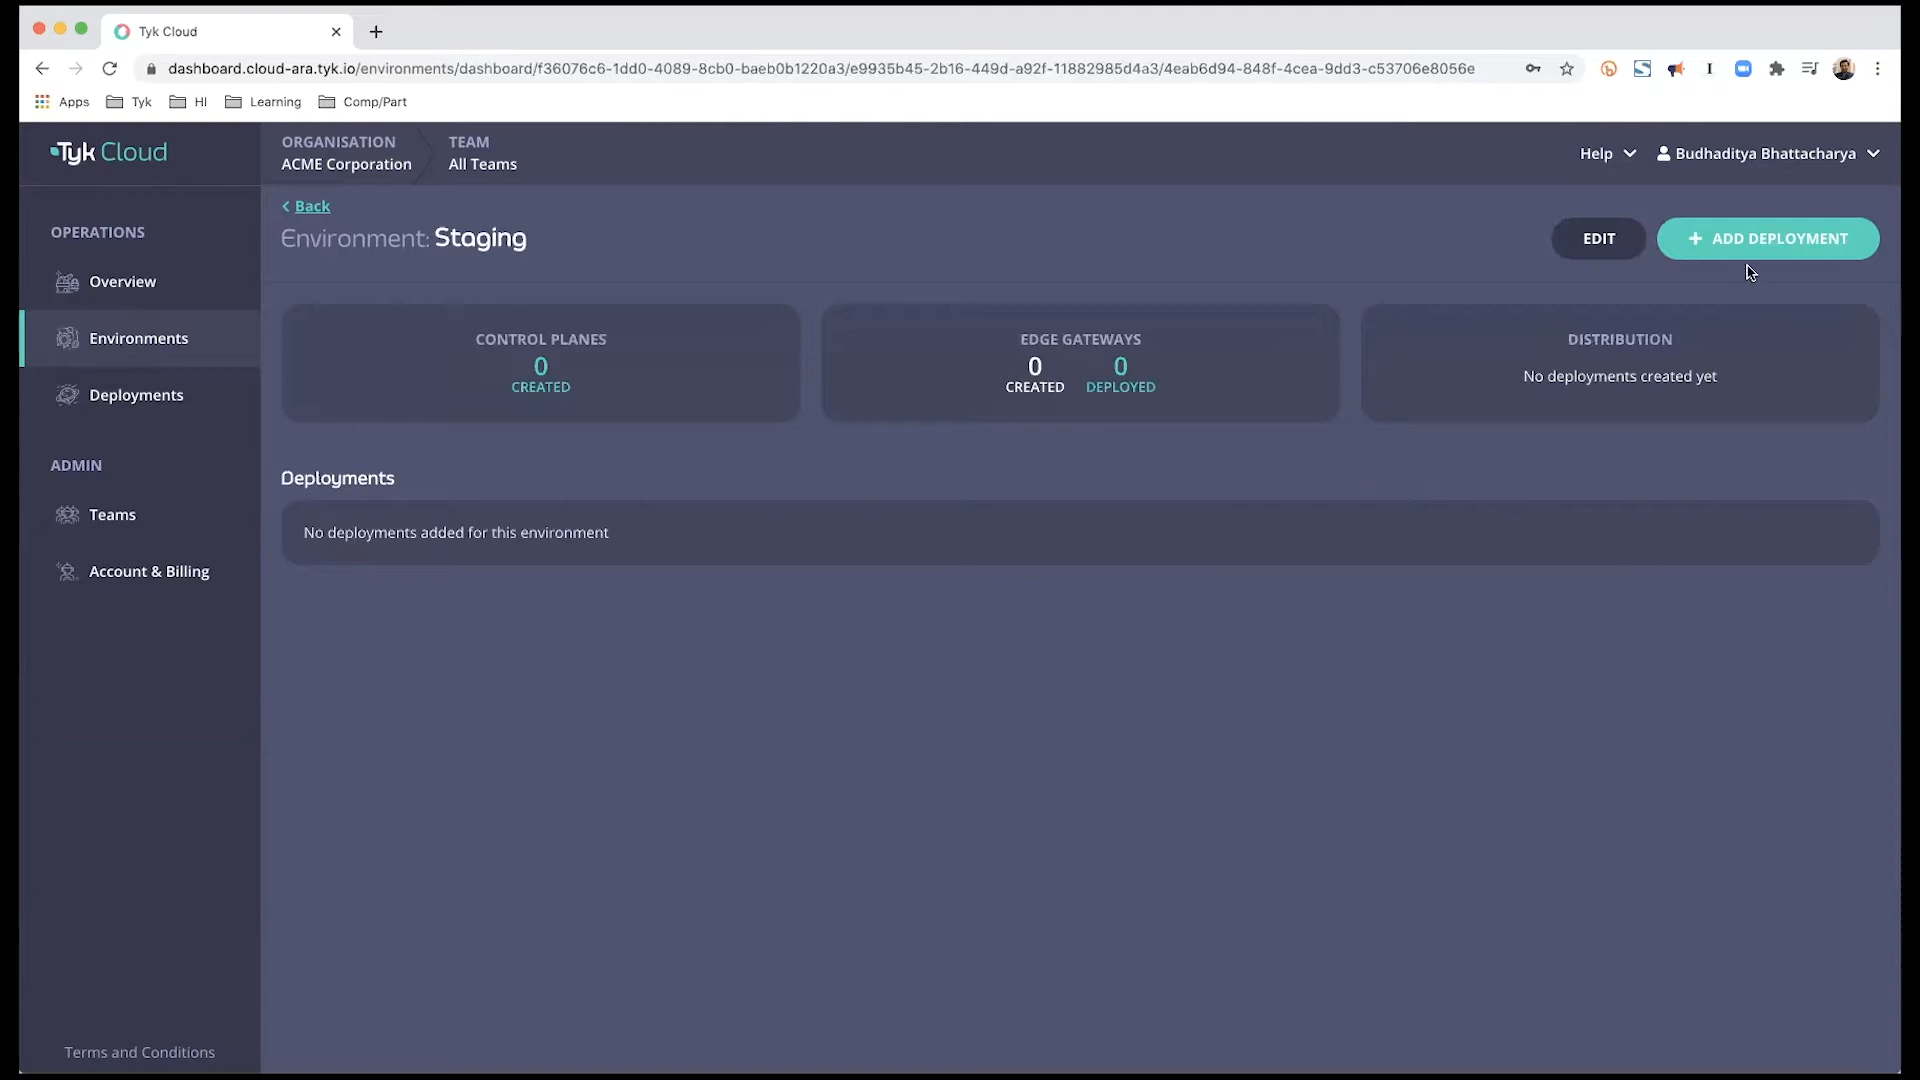 Tyk Cloud
dashboard.cloud-ara.tyk.io/environments/dashboard/f36076c6-1dd0-4089-8cb0-baeb0b1220a3/e9935b45-2b16-449d-a92f-11882985d4a3/4eab6d94-848f-4cea-9dd3-c53706e8056e
Apps Tyk HI Learning Comp/Part
Tyk Cloud
ORGANISATION
ACME Corporation
TEAM
All Teams
Help
Budhaditya Bhattacharya
OPERATIONS
Overview
Environments
Deployments
ADMIN
Teams
Account & Billing
Terms and Conditions
Back
Environment: Staging
EDIT
+ ADD DEPLOYMENT
CONTROL PLANES
0
CREATED
EDGE GATEWAYS
0 0
CREATED DEPLOYED
DISTRIBUTION
No deployments created yet
Deployments
No deployments added for this environment